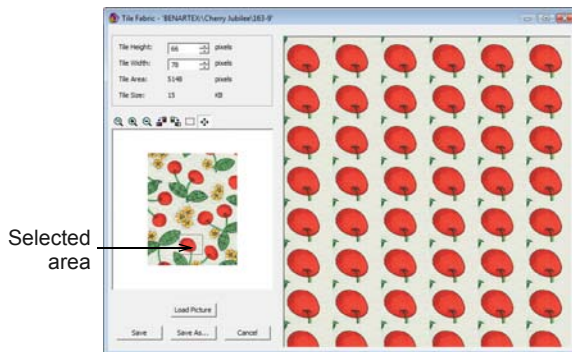 Tile Fabric - 'BENARTEX\Cherry Jubilee\163-9'
Tile Height: 66 pixels
Tile Width: 78 pixels
Tile Area: 5148 pixels
Tile Size: 15 KB
Selected
area
Load Picture
Save Save As... Cancel